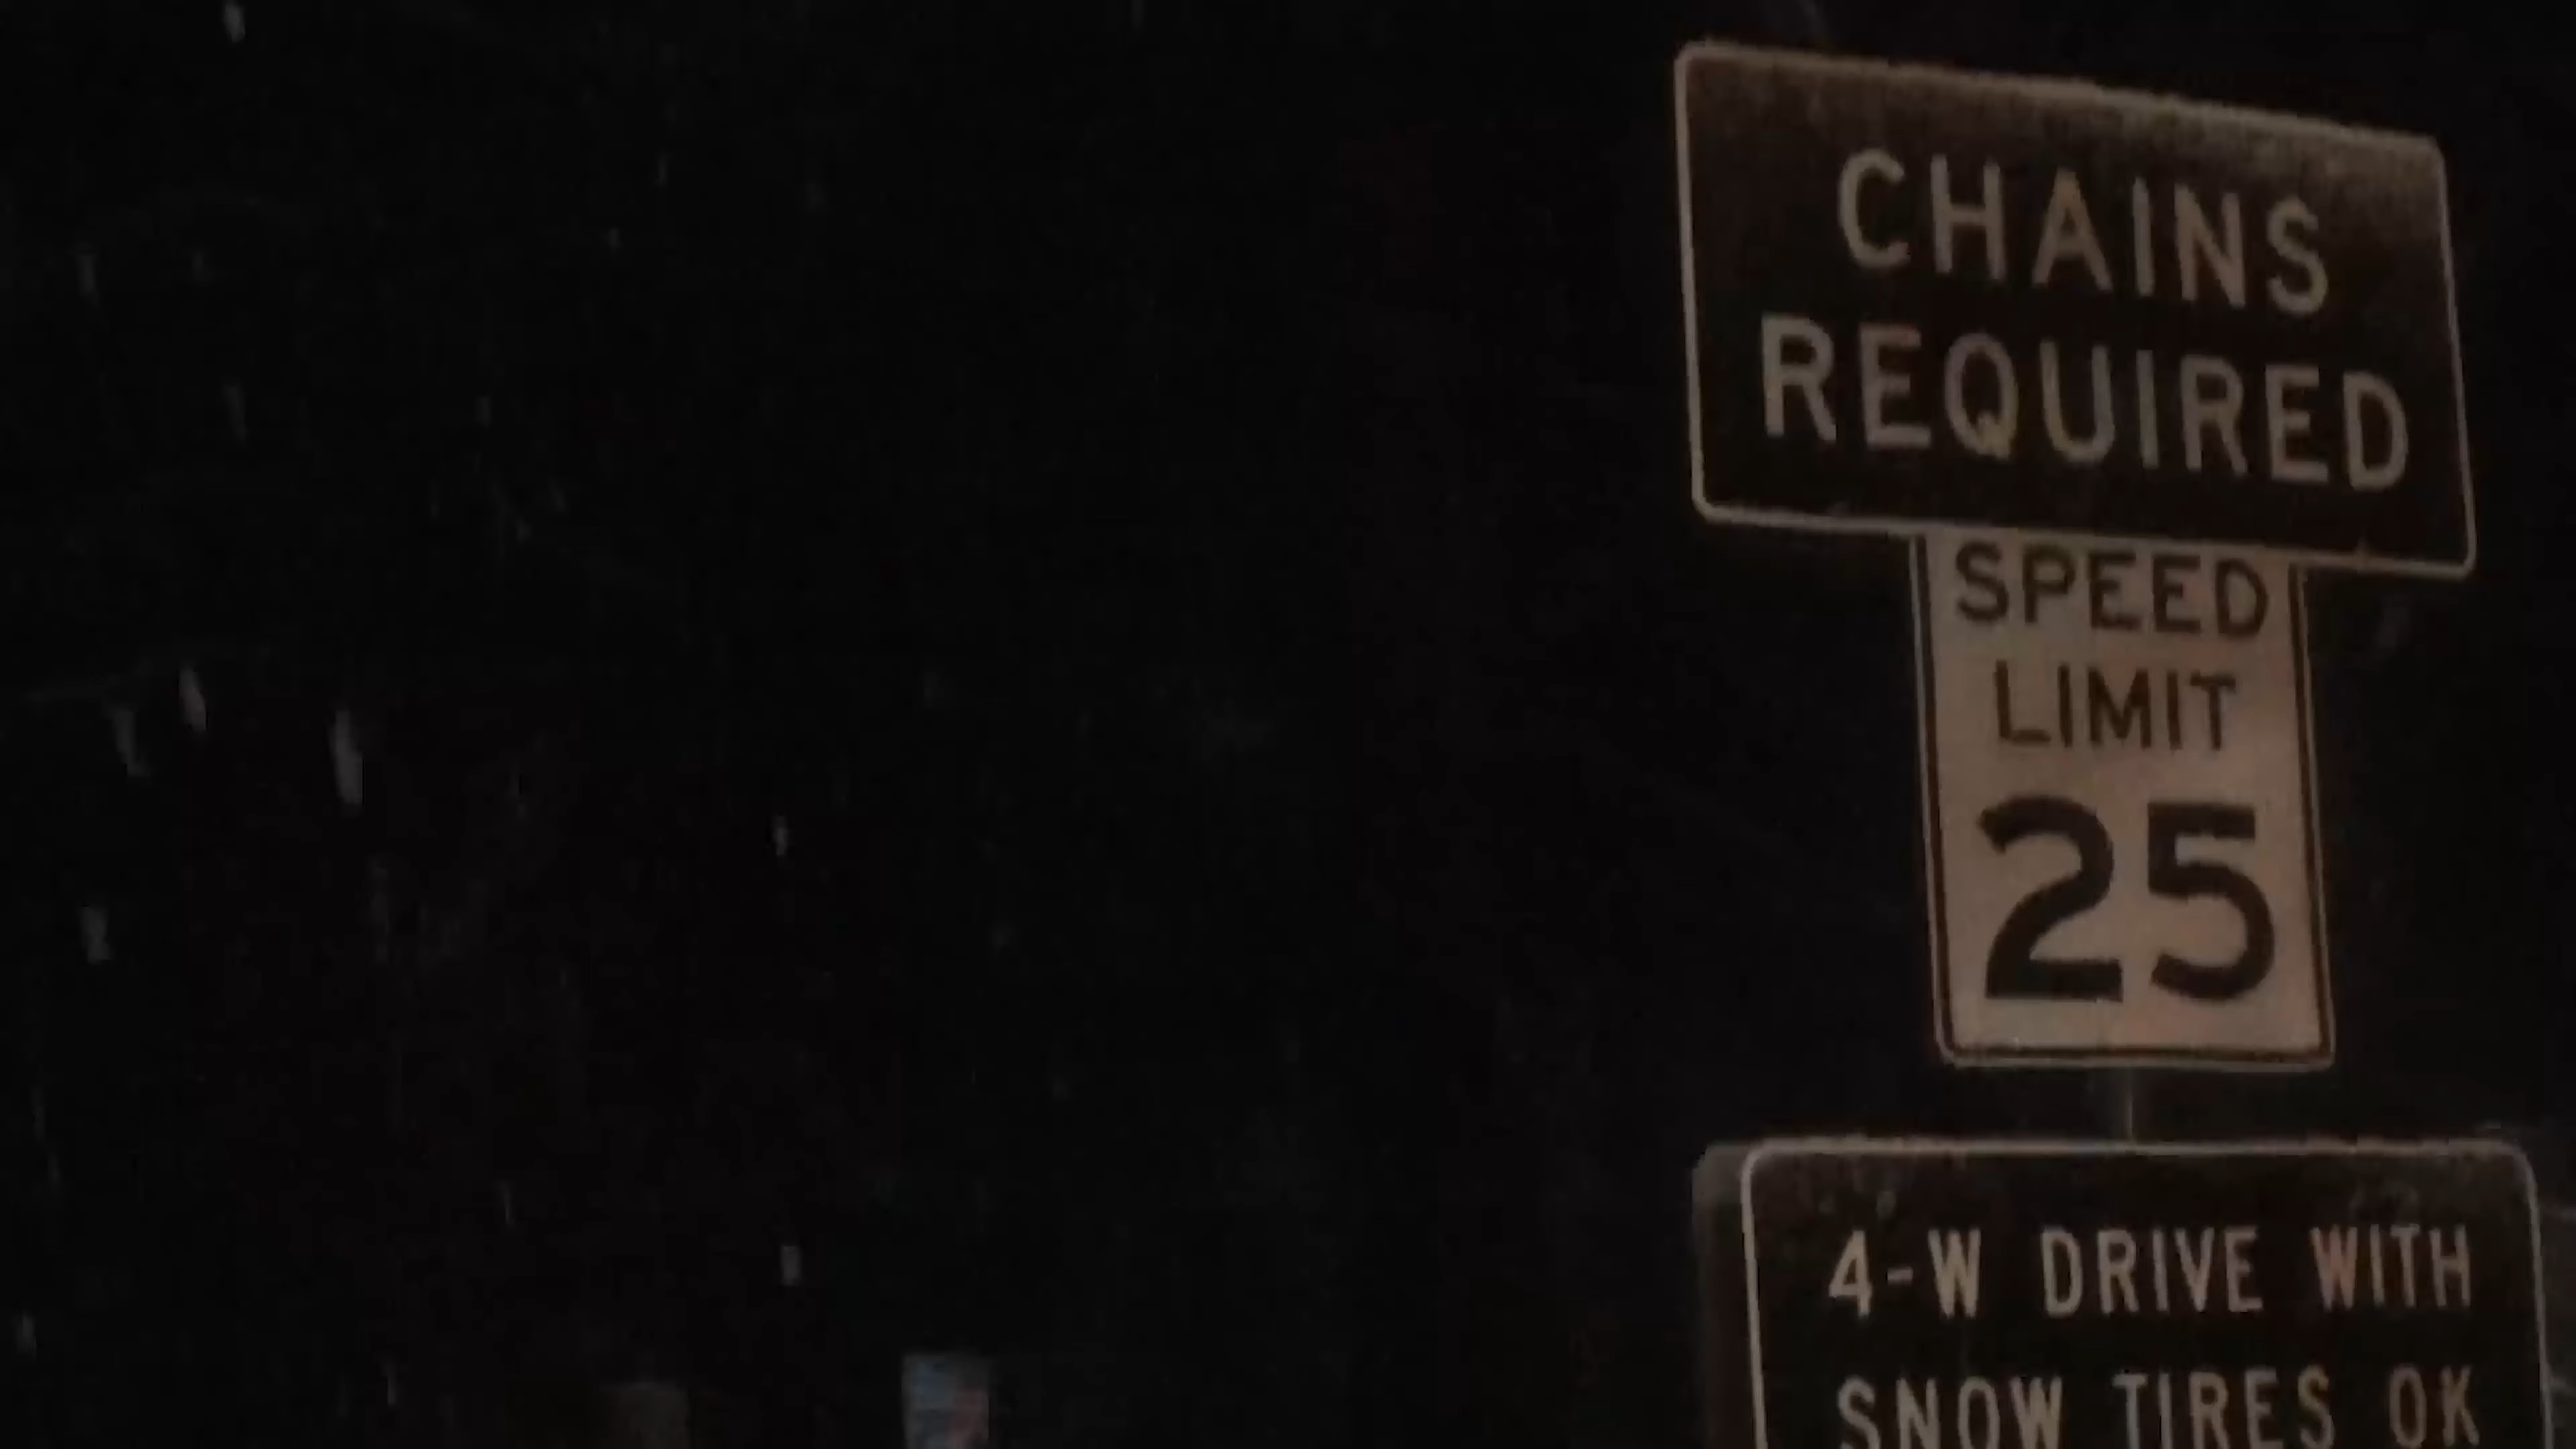 CHAINS
REQUIRED
SPEED
LIMIT
25
4-W DRIVE WITH
SNOW TIRES OK